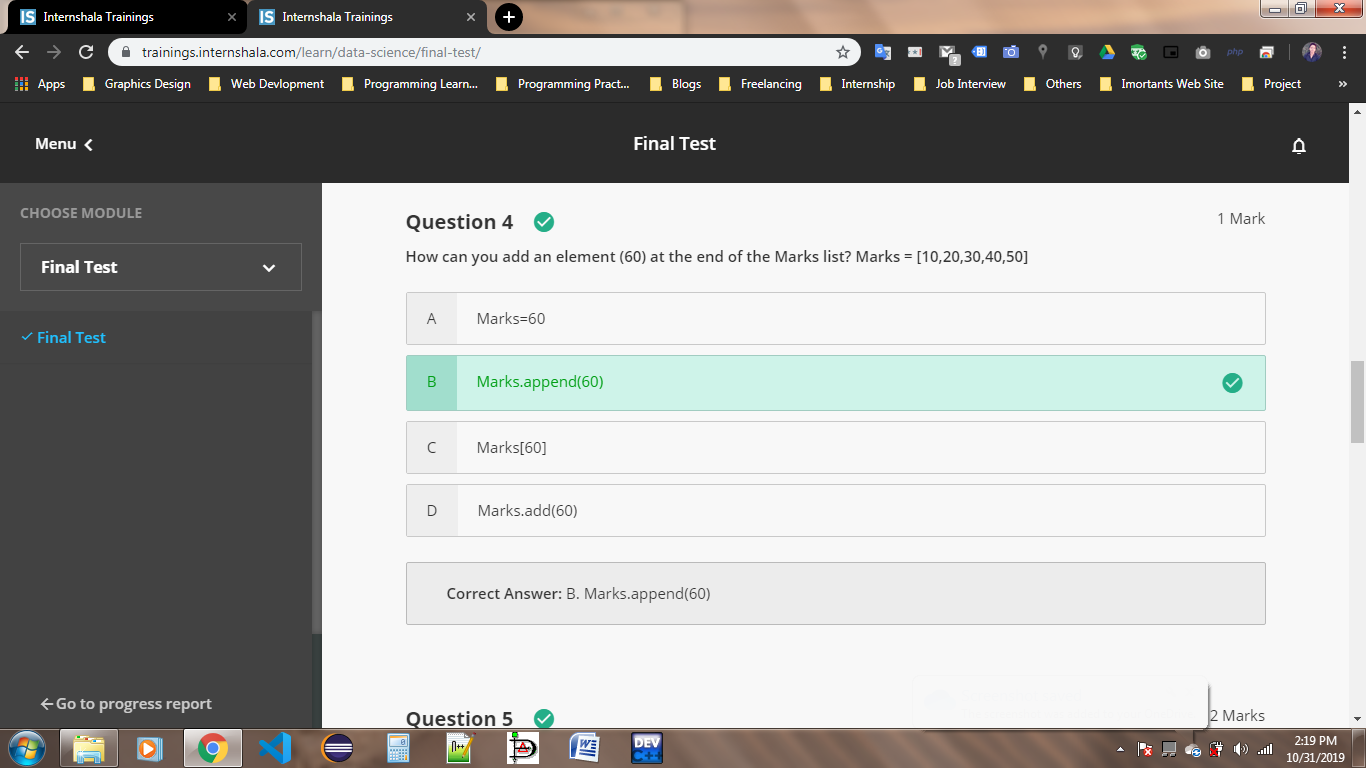 Internshala Trainings
Internshala Trainings
trainings.internshala.com/learn/data-science/final-test/
Apps Graphics Design Web Devlopment Programming Learn... Programming Pract... Blogs Freelancing Internship Job Interview Others Imortants Web Site Project »
Menu
Final Test
CHOOSE MODULE
Final Test
Final Test
Go to progress report
Question 4
1 Mark
How can you add an element (60) at the end of the Marks list? Marks = [10,20,30,40,50]
A Marks=60
B Marks.append(60)
C Marks[60]
D Marks.add(60)
Correct Answer: B. Marks.append(60)
Question 5
2 Marks
2:19 PM
10/31/2019